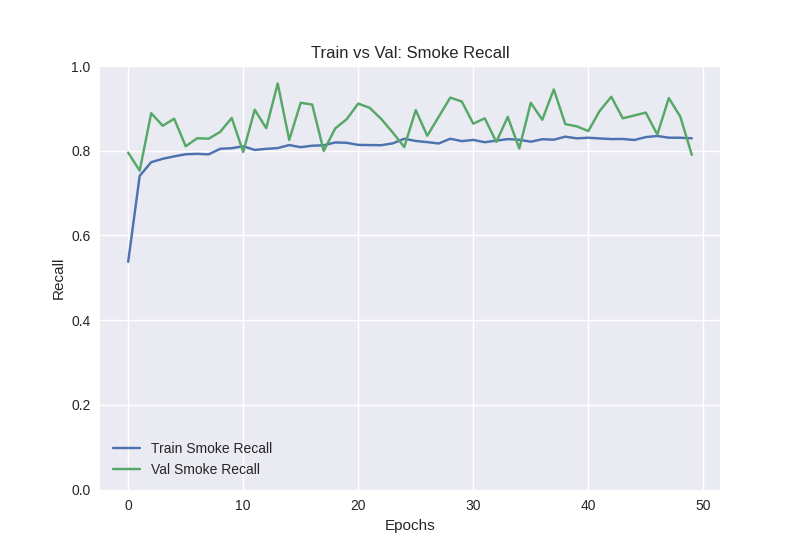 Train vs Val: Smoke Recall
1.0
0.8
0.6
0.4
0.2
0.0
Recall
Train Smoke Recall
Val Smoke Recall
0 10 20 30 40 50
Epochs